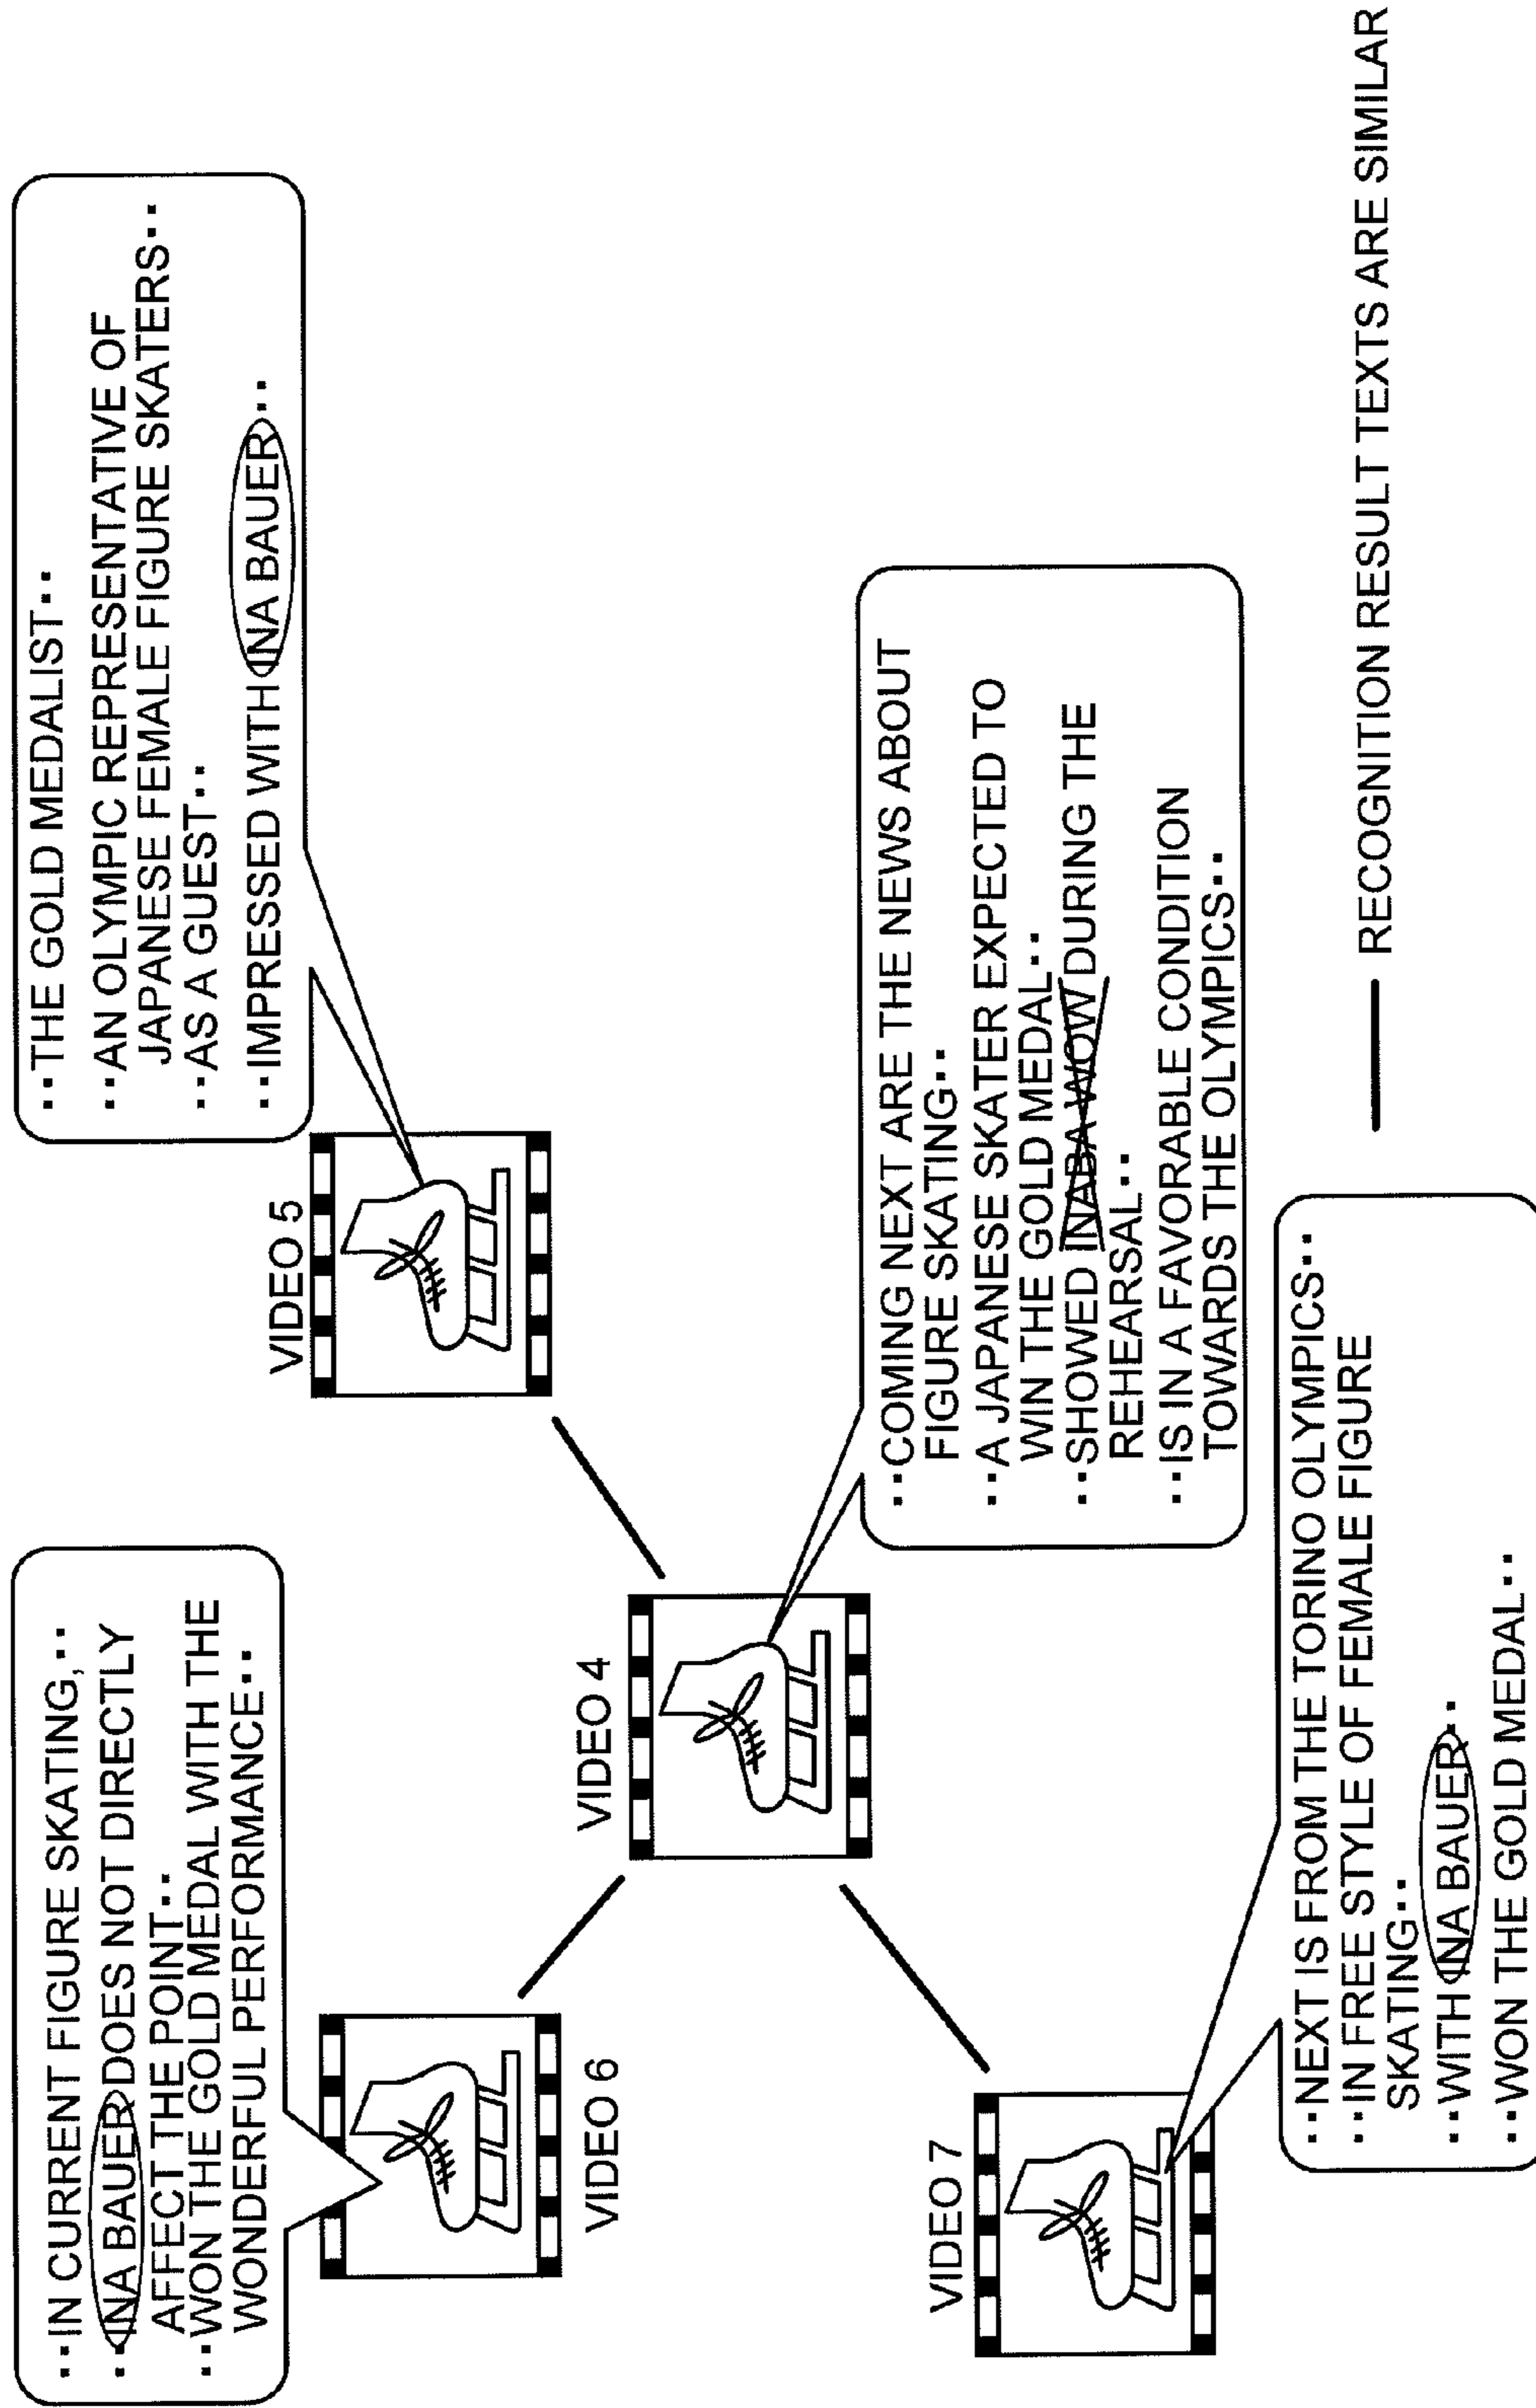 ··IN CURRENT FIGURE SKATING,··
··INA BAUER DOES NOT DIRECTLY
AFFECT THE POINT··
··WON THE GOLD MEDAL WITH THE
WONDERFUL PERFORMANCE··
VIDEO 6
··THE GOLD MEDALIST··
··AN OLYMPIC REPRESENTATIVE OF
JAPANESE FEMALE FIGURE SKATERS··
··AS A GUEST··
··IMPRESSED WITH INA BAUER··
VIDEO 5
VIDEO 4
··COMING NEXT ARE THE NEWS ABOUT
FIGURE SKATING··
··A JAPANESE SKATER EXPECTED TO
WIN THE GOLD MEDAL··
··SHOWED INABA WOW DURING THE
REHEARSAL··
··IS IN A FAVORABLE CONDITION
TOWARDS THE OLYMPICS··
VIDEO 7
··NEXT IS FROM THE TORINO OLYMPICS··
··IN FREE STYLE OF FEMALE FIGURE
SKATING··
··WITH INA BAUER··
··WON THE GOLD MEDAL··
RECOGNITION RESULT TEXTS ARE SIMILAR